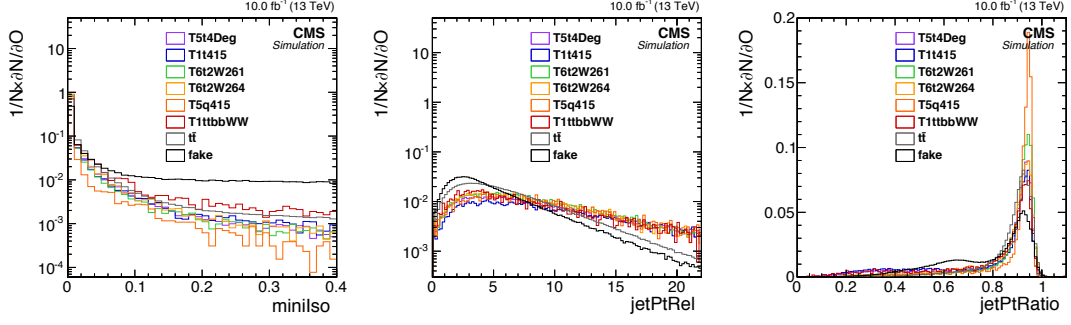 10.0 fb⁻¹ (13 TeV)
1/N×∂N/∂O
10
1
10⁻¹
10⁻²
10⁻³
10⁻⁴
CMS
Simulation
T5t4Deg
T1t415
T6t2W261
T6t2W264
T5q415
T1ttbbWW
tt̄
fake
0 0.1 0.2 0.3 0.4
miniIso
10.0 fb⁻¹ (13 TeV)
1/N×∂N/∂O
10
1
10⁻¹
10⁻²
10⁻³
CMS
Simulation
T5t4Deg
T1t415
T6t2W261
T6t2W264
T5q415
T1ttbbWW
tt̄
fake
0 5 10 15 20
jetPtRel
10.0 fb⁻¹ (13 TeV)
1/N×∂N/∂O
0.2
0.15
0.1
0.05
0
CMS
Simulation
T5t4Deg
T1t415
T6t2W261
T6t2W264
T5q415
T1ttbbWW
tt̄
fake
0 0.2 0.4 0.6 0.8 1
jetPtRatio